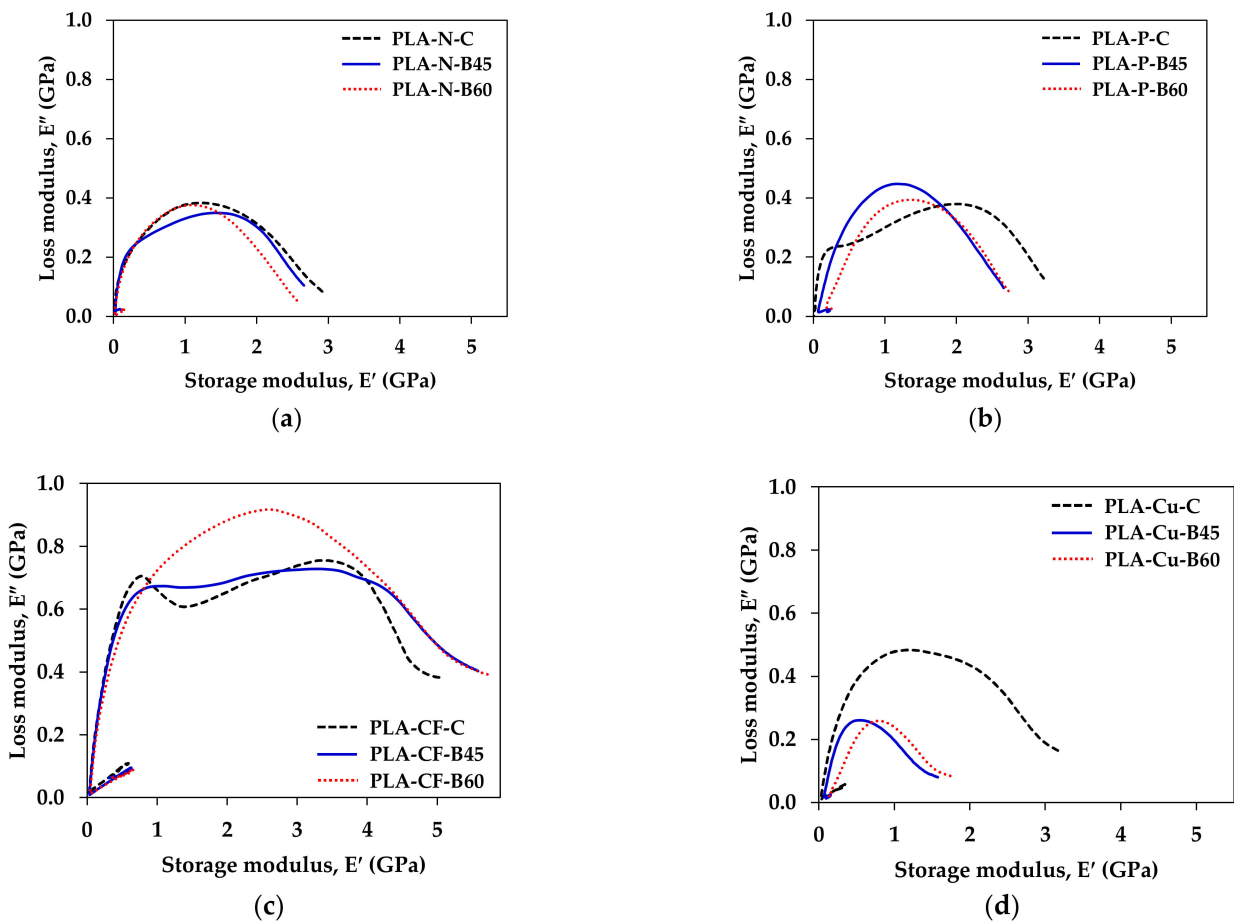 1.0
0.8
0.6
0.4
0.2
0.0
Loss modulus, E″ (GPa)
PLA-N-C
PLA-N-B45
PLA-N-B60
0 1 2 3 4 5
Storage modulus, E′ (GPa)
(a)
1.0
0.8
0.6
0.4
0.2
0.0
Loss modulus, E″ (GPa)
PLA-P-C
PLA-P-B45
PLA-P-B60
0 1 2 3 4 5
Storage modulus, E′ (GPa)
(b)
1.0
0.8
0.6
0.4
0.2
0.0
Loss modulus, E″ (GPa)
PLA-CF-C
PLA-CF-B45
PLA-CF-B60
0 1 2 3 4 5
Storage modulus, E′ (GPa)
(c)
1.0
0.8
0.6
0.4
0.2
0.0
Loss modulus, E″ (GPa)
PLA-Cu-C
PLA-Cu-B45
PLA-Cu-B60
0 1 2 3 4 5
Storage modulus, E′ (GPa)
(d)